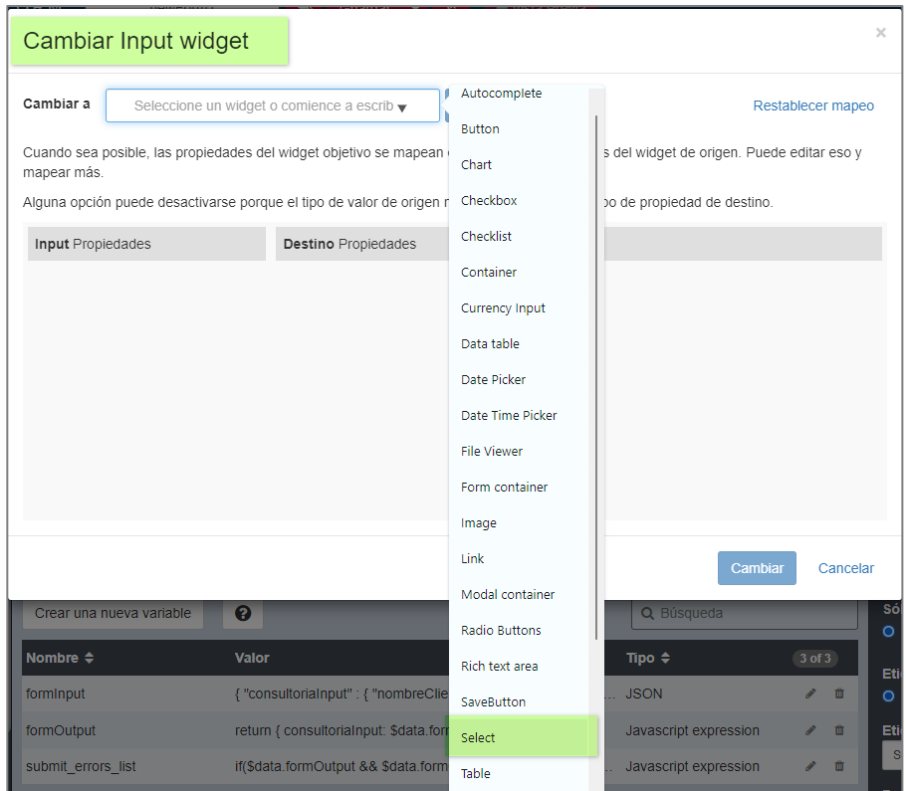 Cambiar Input widget
×
Cambiar a
Seleccione un widget o comience a escrib
Restablecer mapeo
Cuando sea posible, las propiedades del widget objetivo se mapean
s del widget de origen. Puede editar eso y
mapear más.
Alguna opción puede desactivarse porque el tipo de valor de origen
po de propiedad de destino.
Input Propiedades
Destino Propiedades
Autocomplete
Button
Chart
Checkbox
Checklist
Container
Currency Input
Data table
Date Picker
Date Time Picker
File Viewer
Form container
Image
Link
Modal container
Radio Buttons
Rich text area
SaveButton
Select
Table
Cambiar
Cancelar
Crear una nueva variable
?
Búsqueda
Nombre
Valor
Tipo
3 of 3
formInput
{ "consultoriaInput" : { "nombreClie
... JSON
formOutput
return { consultoriaInput: $data.forr
Javascript expression
submit_errors_list
if($data.formOutput && $data.form
... Javascript expression
Só
Eti
Eti
S